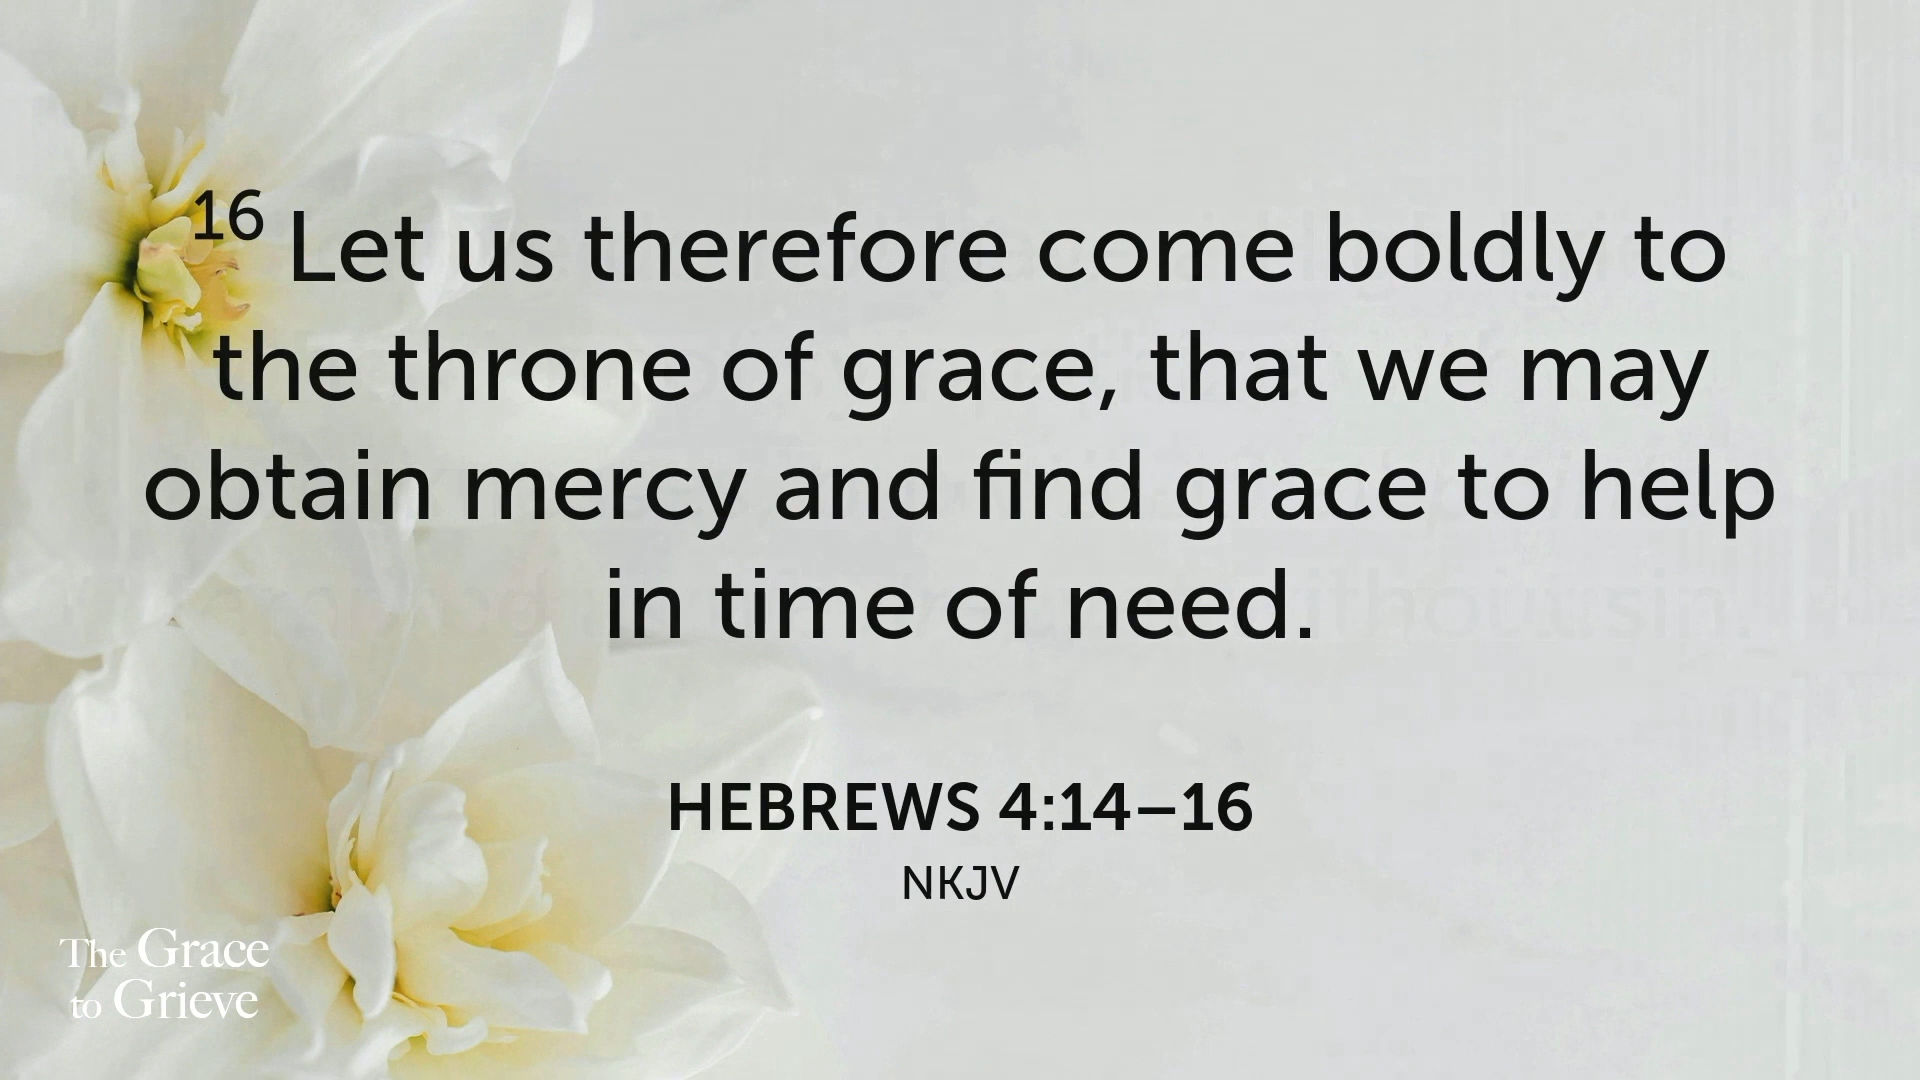 16 Let us therefore come boldly to
the throne of grace, that we may
obtain mercy and find grace to help
in time of need.
HEBREWS 4:14–16
NKJV
The Grace
to Grieve